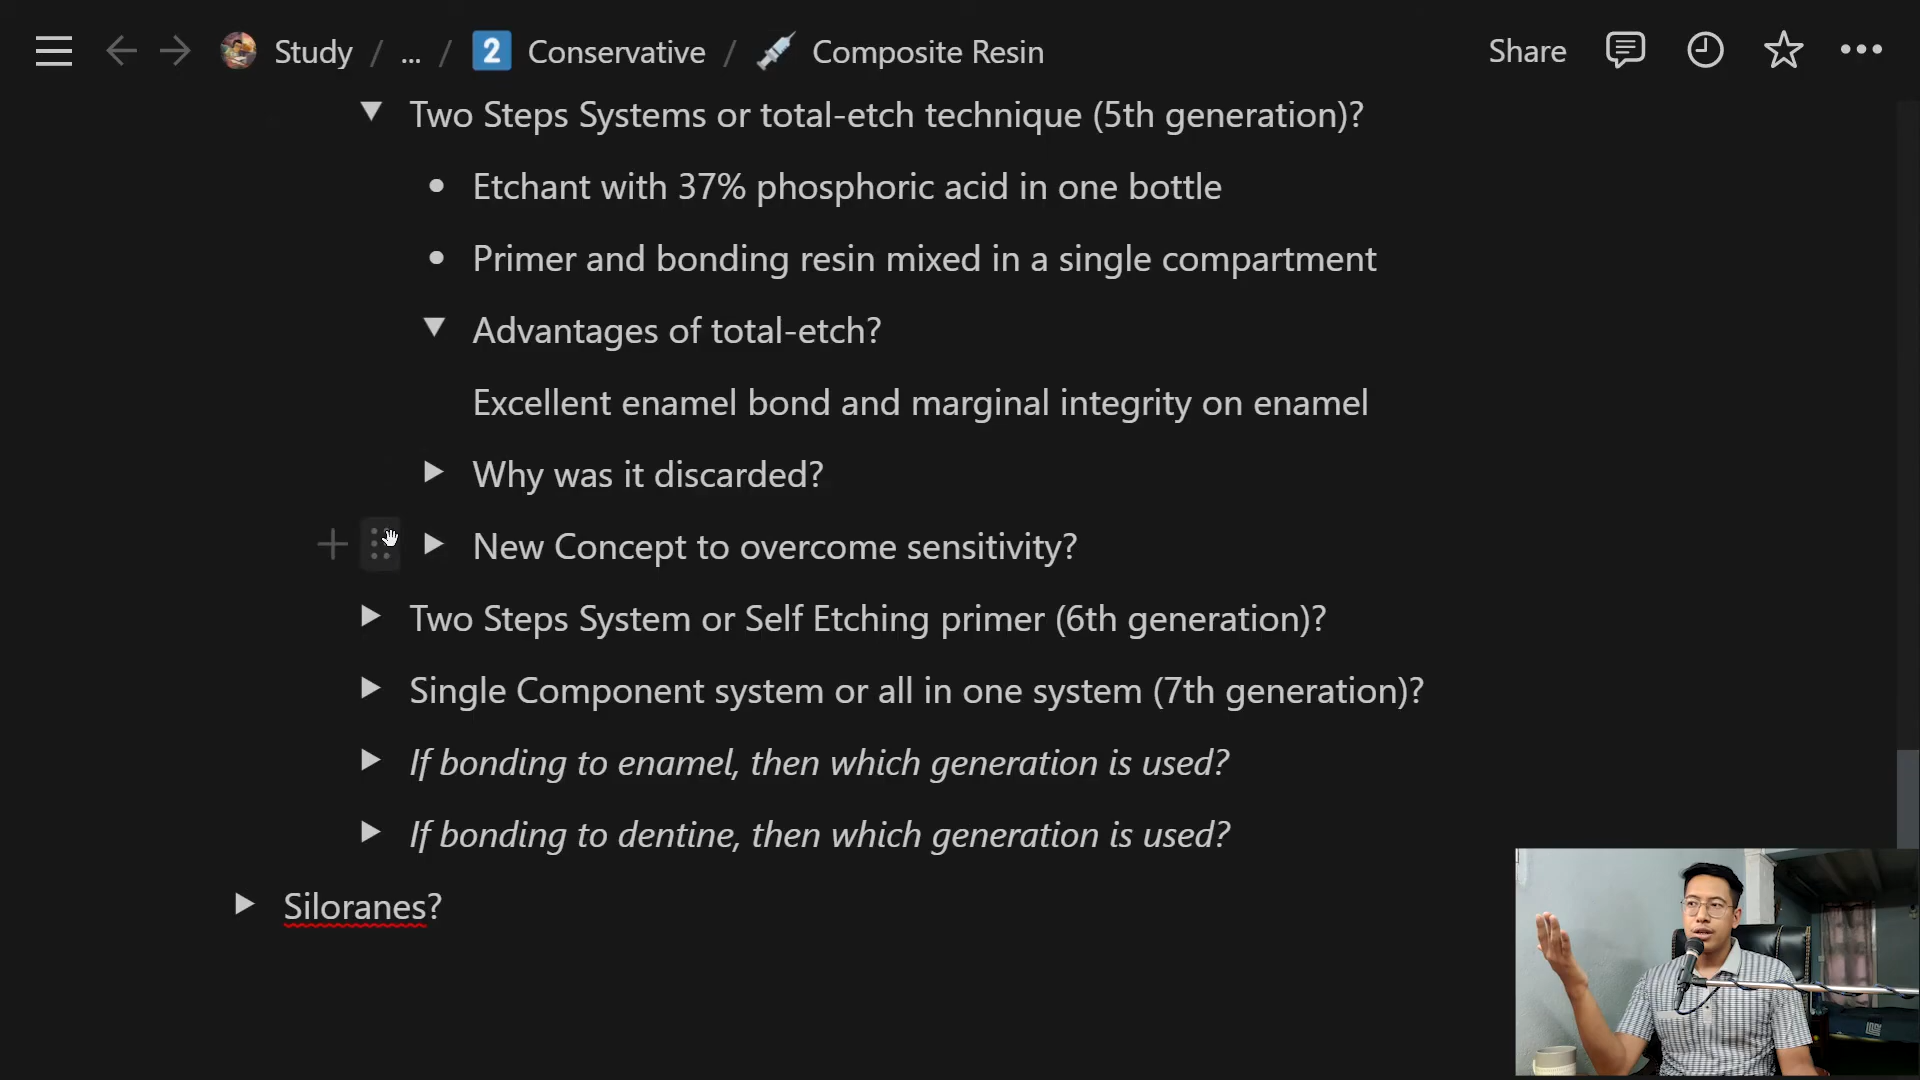 Study / ... / 2 Conservative / Composite Resin Share
Two Steps Systems or total-etch technique (5th generation)?
Etchant with 37% phosphoric acid in one bottle
Primer and bonding resin mixed in a single compartment
Advantages of total-etch?
Excellent enamel bond and marginal integrity on enamel
Why was it discarded?
New Concept to overcome sensitivity?
Two Steps System or Self Etching primer (6th generation)?
Single Component system or all in one system (7th generation)?
If bonding to enamel, then which generation is used?
If bonding to dentine, then which generation is used?
Siloranes?